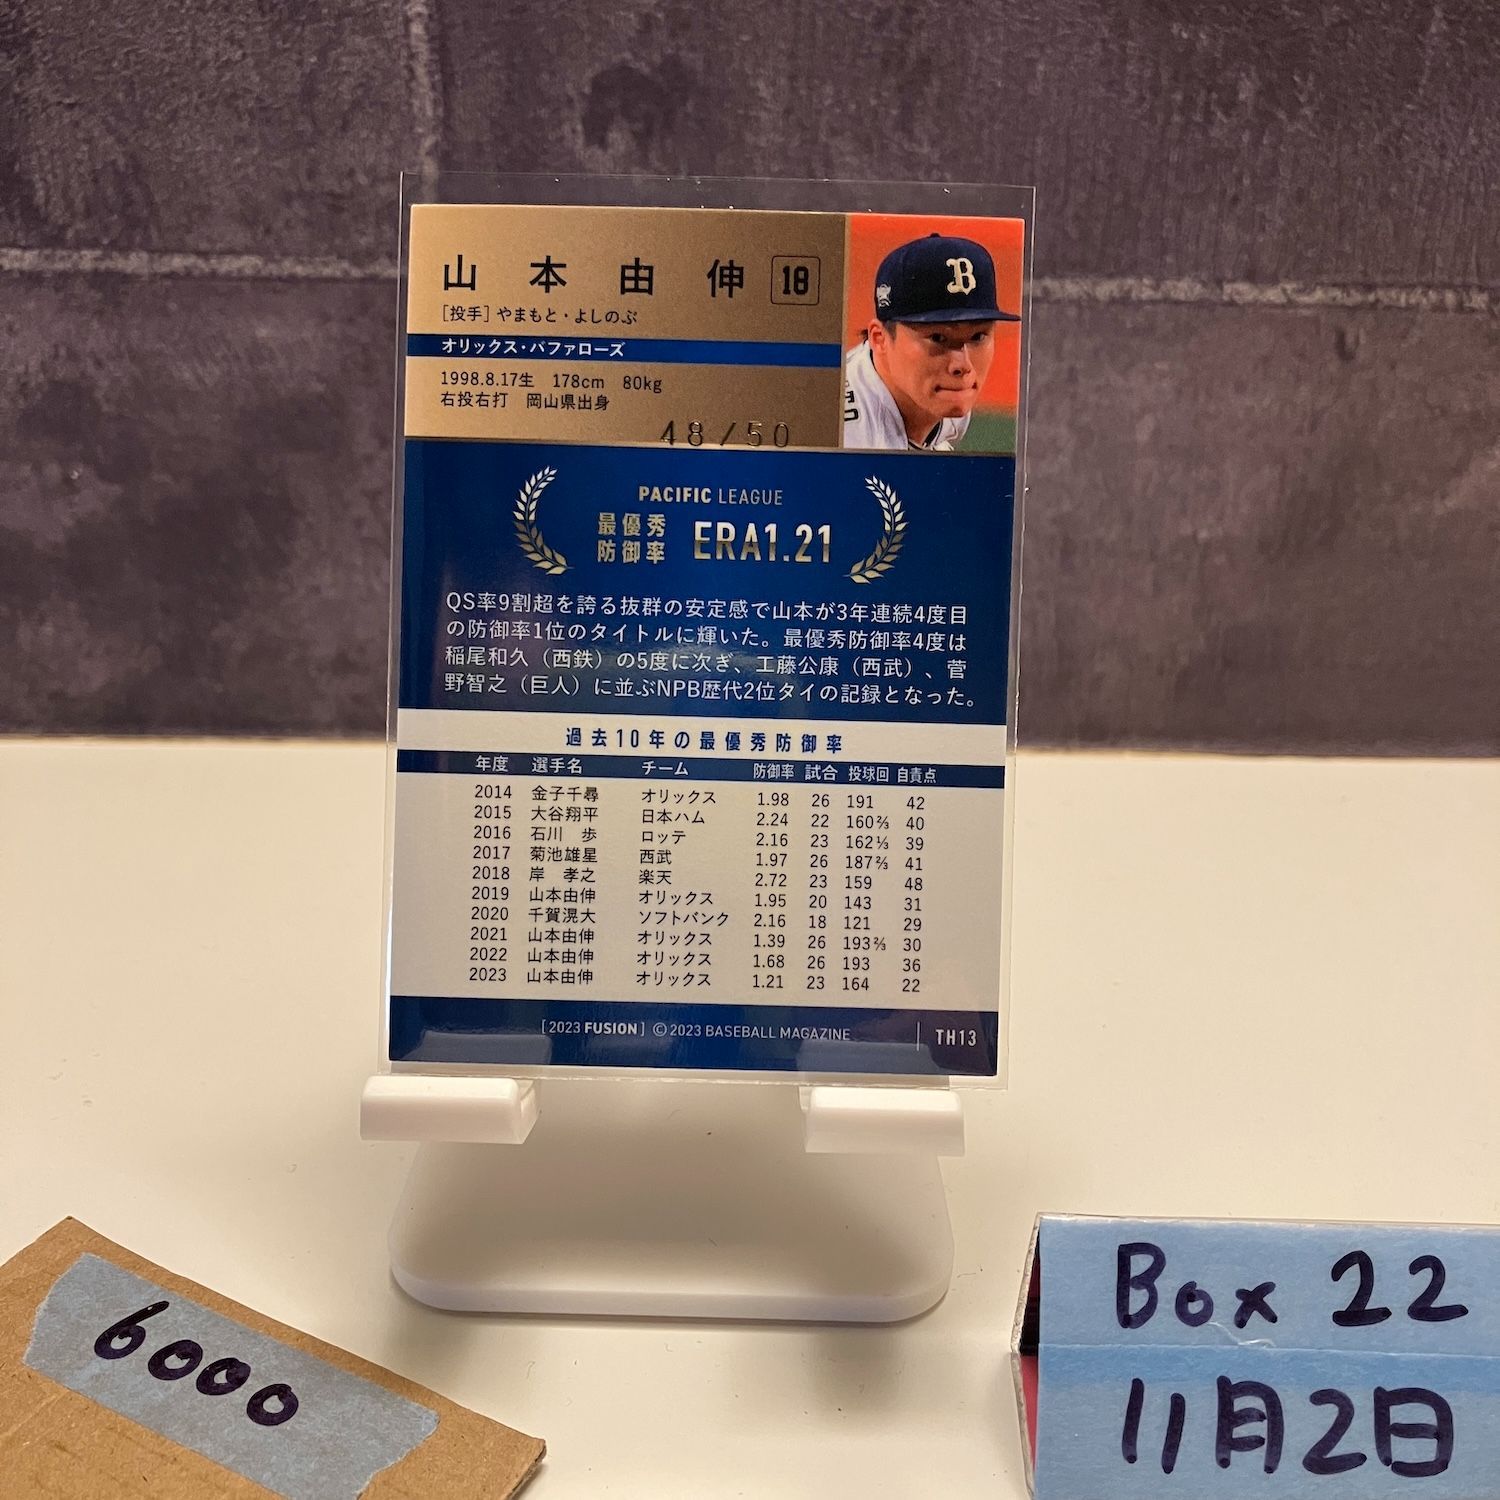 山本由伸 18
[投手] やまもと・よしのぶ
オリックス・バファローズ
1998.8.17生 178cm 80kg
右投右打 岡山県出身
48/50
B
PACIFIC LEAGUE
最優秀
防御率
ERA1.21
QS率9割超を誇る抜群の安定感で山本が3年連続4度目
の防御率1位のタイトルに輝いた。最優秀防御率4度は
稲尾和久（西鉄）の5度に次ぎ、工藤公康（西武）、菅
野智之（巨人）に並ぶNPB歴代2位タイの記録となった。
過去10年の最優秀防御率
年度 選手名 チーム 防御率 試合 投球回 自責点
2014 金子千尋 オリックス 1.98 26 191 42
2015 大谷翔平 日本ハム 2.24 22 160⅔ 40
2016 石川 歩 ロッテ 2.16 23 162⅓ 39
2017 菊池雄星 西武 1.97 26 187⅔ 41
2018 岸 孝之 楽天 2.72 23 159 48
2019 山本由伸 オリックス 1.95 20 143 31
2020 千賀滉大 ソフトバンク 2.16 18 121 29
2021 山本由伸 オリックス 1.39 26 193⅔ 30
2022 山本由伸 オリックス 1.68 26 193 36
2023 山本由伸 オリックス 1.21 23 164 22
[2023 FUSION] ©2023 BASEBALL MAGAZINE
TH13
6000
Box 22
11月2日